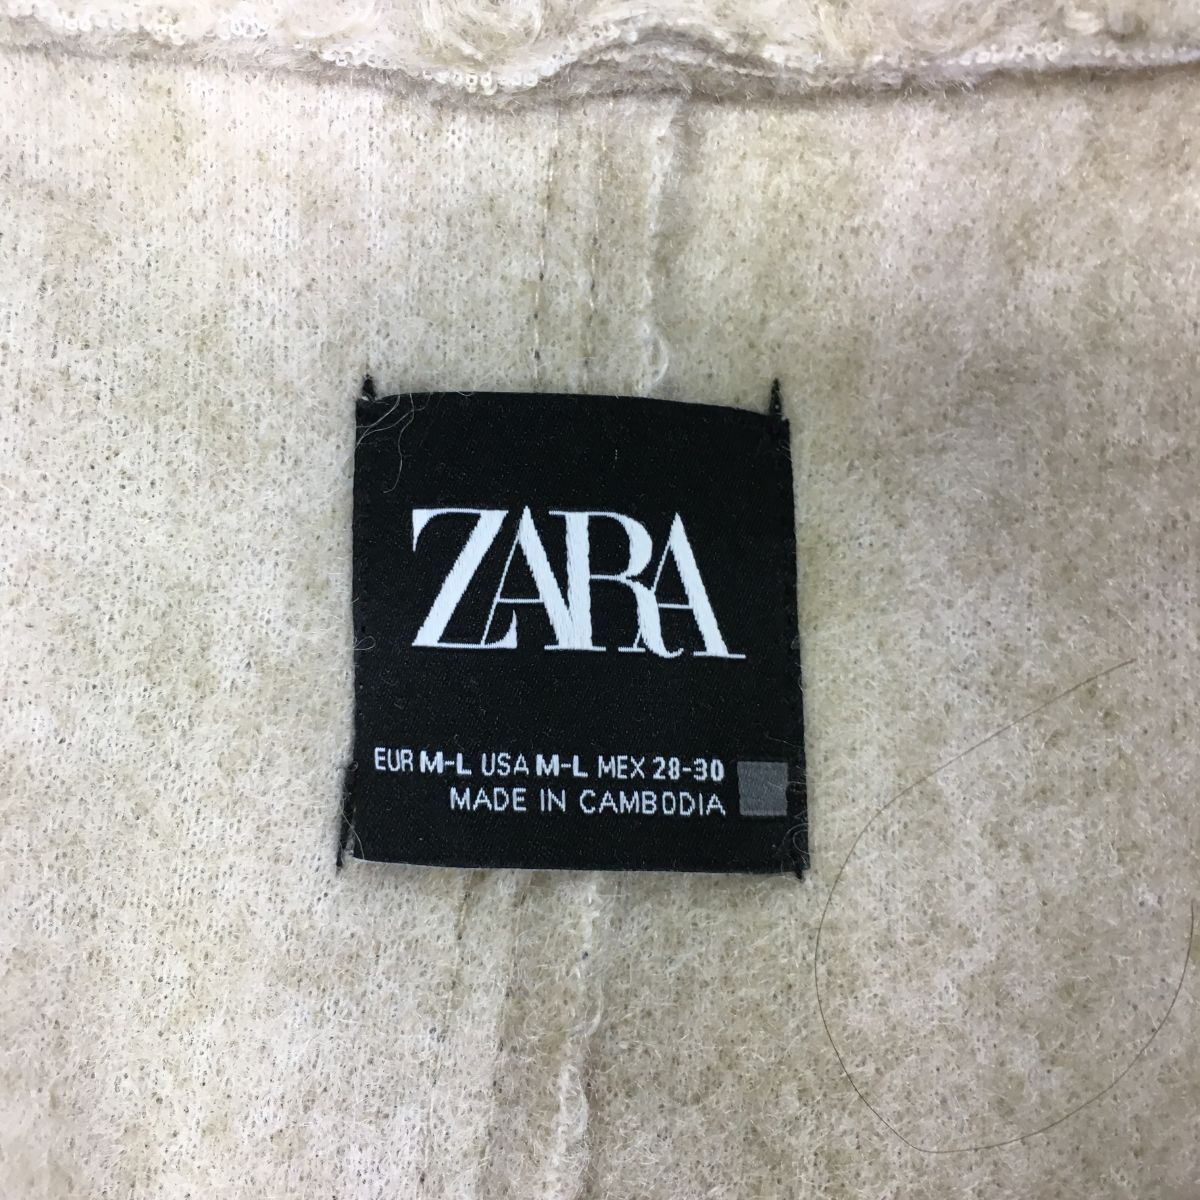 ZARA
EUR M-L USA M-L MEX 28-30
MADE IN CAMBODIA